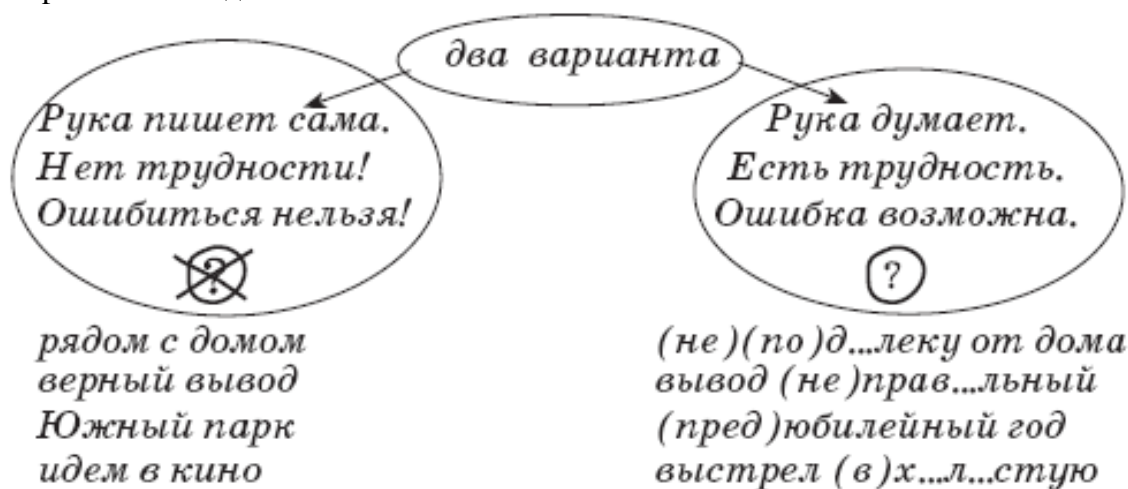 два варианта
Рука пишет сама.
Нет трудности!
Ошибиться нельзя!
?
рядом с домом
верный вывод
Южный парк
идем в кино
Рука думает.
Есть трудность.
Ошибка возможна.
?
(не)(по)д...леку от дома
вывод (не)прав...льный
(пред)юбилейный год
выстрел (в)х...л...стую